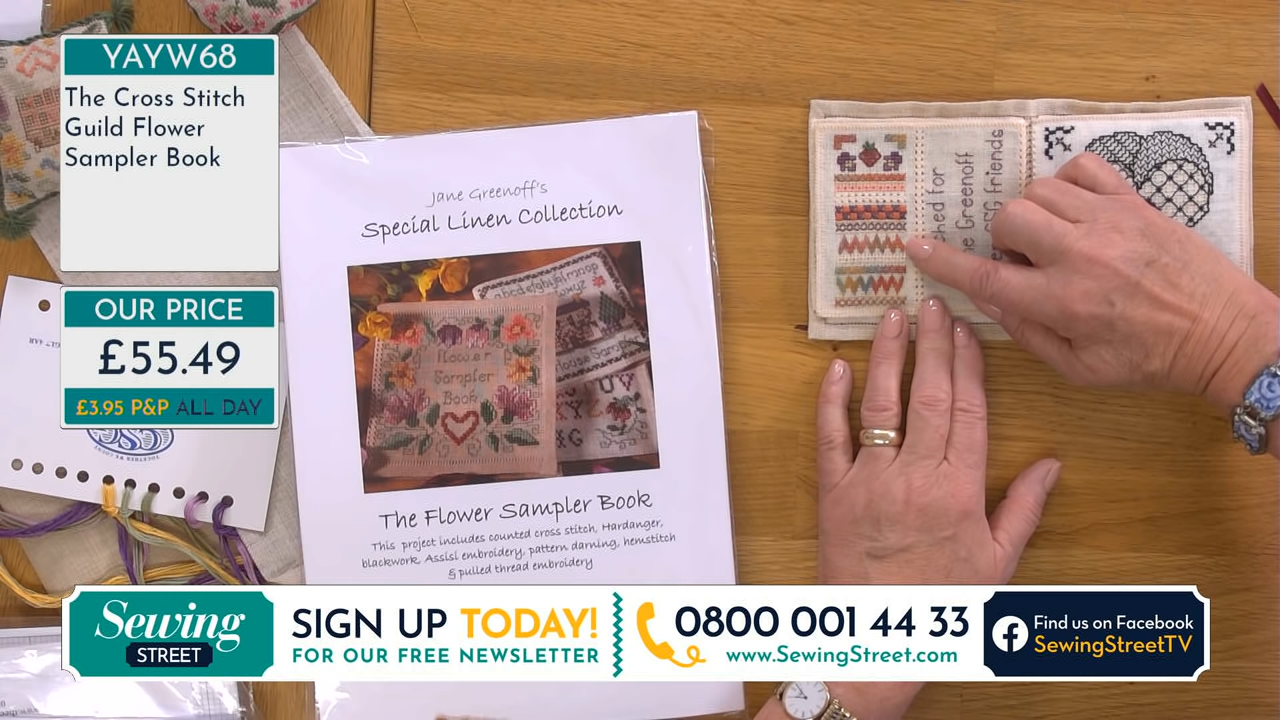 YAYW68
The Cross Stitch
Guild Flower
Sampler Book
OUR PRICE
£55.49
£3.95 P&P ALL DAY
Jane Greenoff's
Special Linen Collection
abcdefghijklmnop
Flower
Sampler
Book
The Flower Sampler Book
This project includes counted cross stitch, Hardanger,
blackwork, Assisi embroidery, pattern darning, hemstitch
& pulled thread embroidery
Greenoff
friends
Sewing
STREET
SIGN UP TODAY!
FOR OUR FREE NEWSLETTER
0800 001 44 33
www.SewingStreet.com
Find us on Facebook
SewingStreetTV